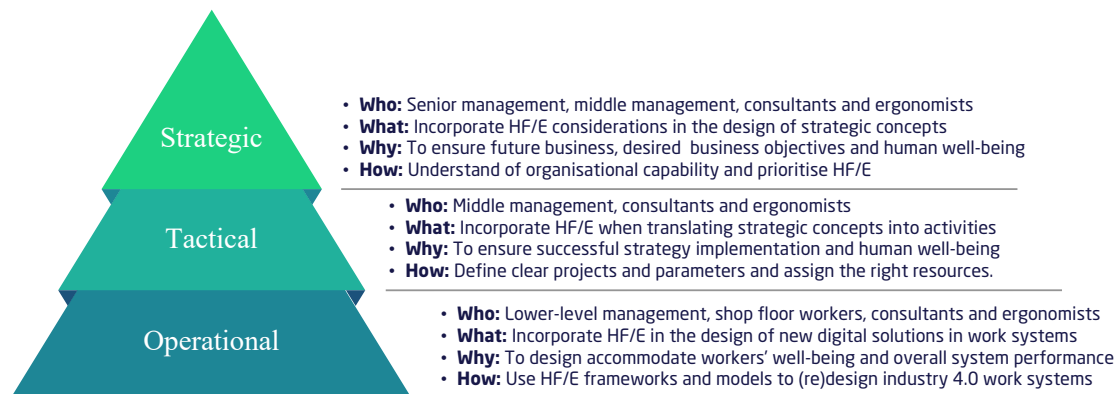 Strategic
• Who: Senior management, middle management, consultants and ergonomists
• What: Incorporate HF/E considerations in the design of strategic concepts
• Why: To ensure future business, desired business objectives and human well-being
• How: Understand of organisational capability and prioritise HF/E
Tactical
• Who: Middle management, consultants and ergonomists
• What: Incorporate HF/E when translating strategic concepts into activities
• Why: To ensure successful strategy implementation and human well-being
• How: Define clear projects and parameters and assign the right resources.
Operational
• Who: Lower-level management, shop floor workers, consultants and ergonomists
• What: Incorporate HF/E in the design of new digital solutions in work systems
• Why: To design accommodate workers’ well-being and overall system performance
• How: Use HF/E frameworks and models to (re)design industry 4.0 work systems